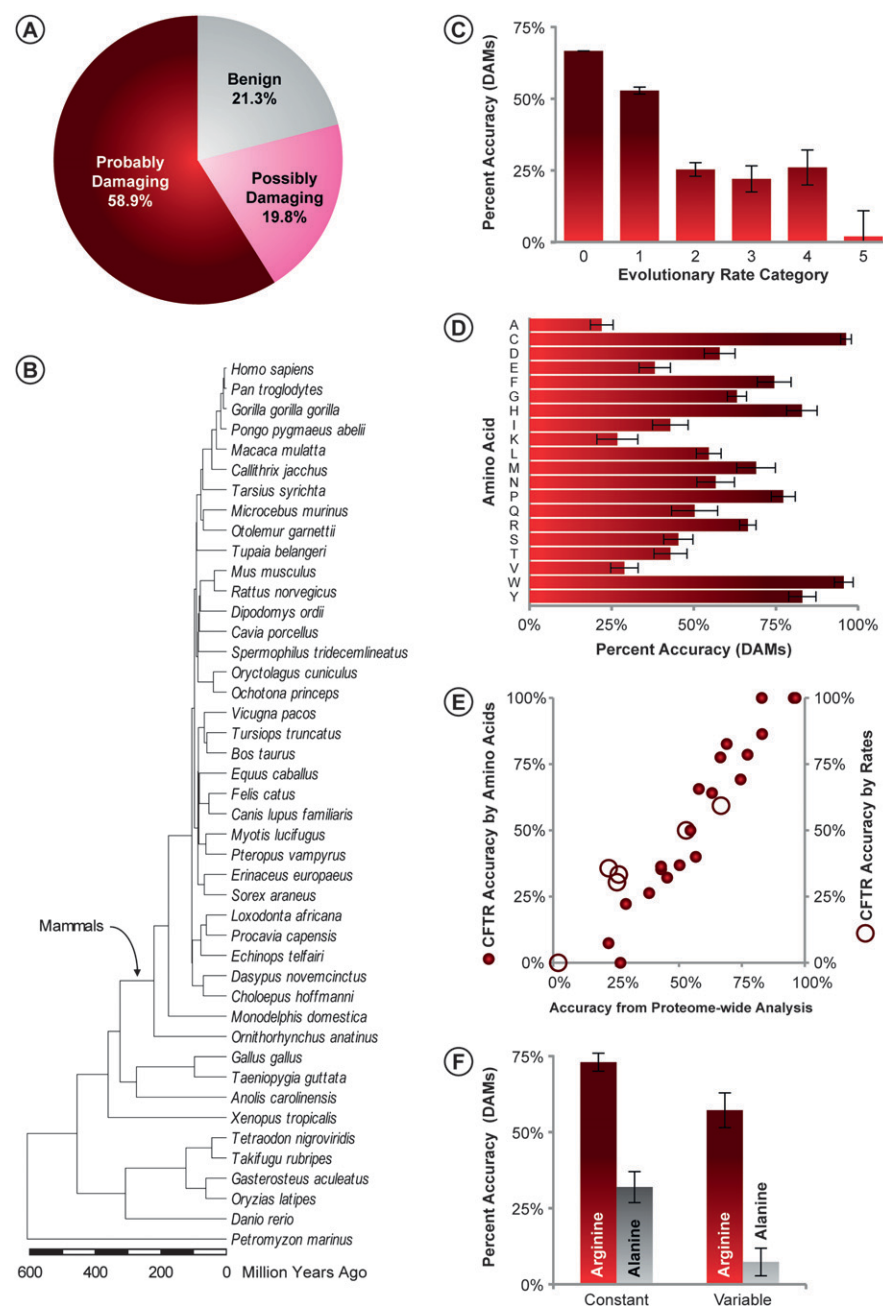 A
Benign
21.3%
Probably
Damaging
58.9%
Possibly
Damaging
19.8%
B
Homo sapiens
Pan troglodytes
Gorilla gorilla gorilla
Pongo pygmaeus abelii
Macaca mulatta
Callithrix jacchus
Tarsius syrichta
Microcebus murinus
Otolemur garnettii
Tupaia belangeri
Mus musculus
Rattus norvegicus
Dipodomys ordii
Cavia porcellus
Spermophilus tridecemlineatus
Oryctolagus cuniculus
Ochotona princeps
Vicugna pacos
Tursiops truncatus
Bos taurus
Equus caballus
Felis catus
Canis lupus familiaris
Myotis lucifugus
Pteropus vampyrus
Erinaceus europaeus
Sorex araneus
Loxodonta africana
Procavia capensis
Echinops telfairi
Dasypus novemcinctus
Choloepus hoffmanni
Monodelphis domestica
Ornithorhynchus anatinus
Gallus gallus
Taeniopygia guttata
Anolis carolinensis
Xenopus tropicalis
Tetraodon nigroviridis
Takifugu rubripes
Gasterosteus aculeatus
Oryzias latipes
Danio rerio
Petromyzon marinus
Mammals
600 400 200 0 Million Years Ago
C
Percent Accuracy (DAMs)
75%
50%
25%
0%
0 1 2 3 4 5
Evolutionary Rate Category
D
Amino Acid
A
C
D
E
F
G
H
I
K
L
M
N
P
Q
R
S
T
V
W
Y
0% 25% 50% 75% 100%
Percent Accuracy (DAMs)
E
CFTR Accuracy by Amino Acids
100%
75%
50%
25%
0%
100%
75%
50%
25%
0%
CFTR Accuracy by Rates
0% 25% 50% 75% 100%
Accuracy from Proteome-wide Analysis
F
Percent Accuracy (DAMs)
75%
50%
25%
0%
Arginine
Alanine
Arginine
Alanine
Constant Variable